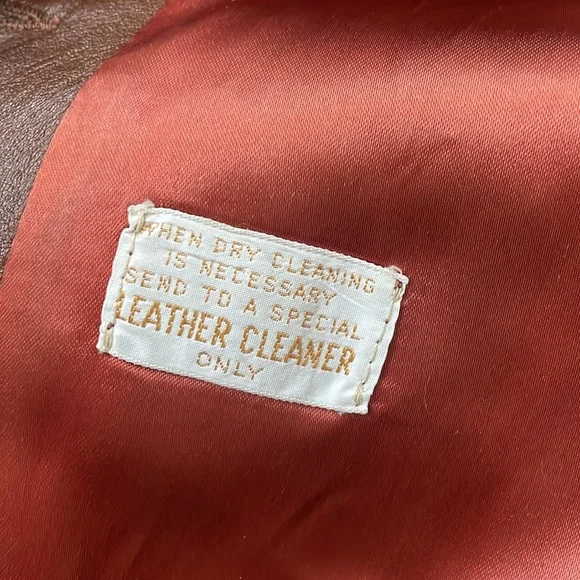 WHEN DRY CLEANING
IS NECESSARY
SEND TO A SPECIAL
LEATHER CLEANER
ONLY